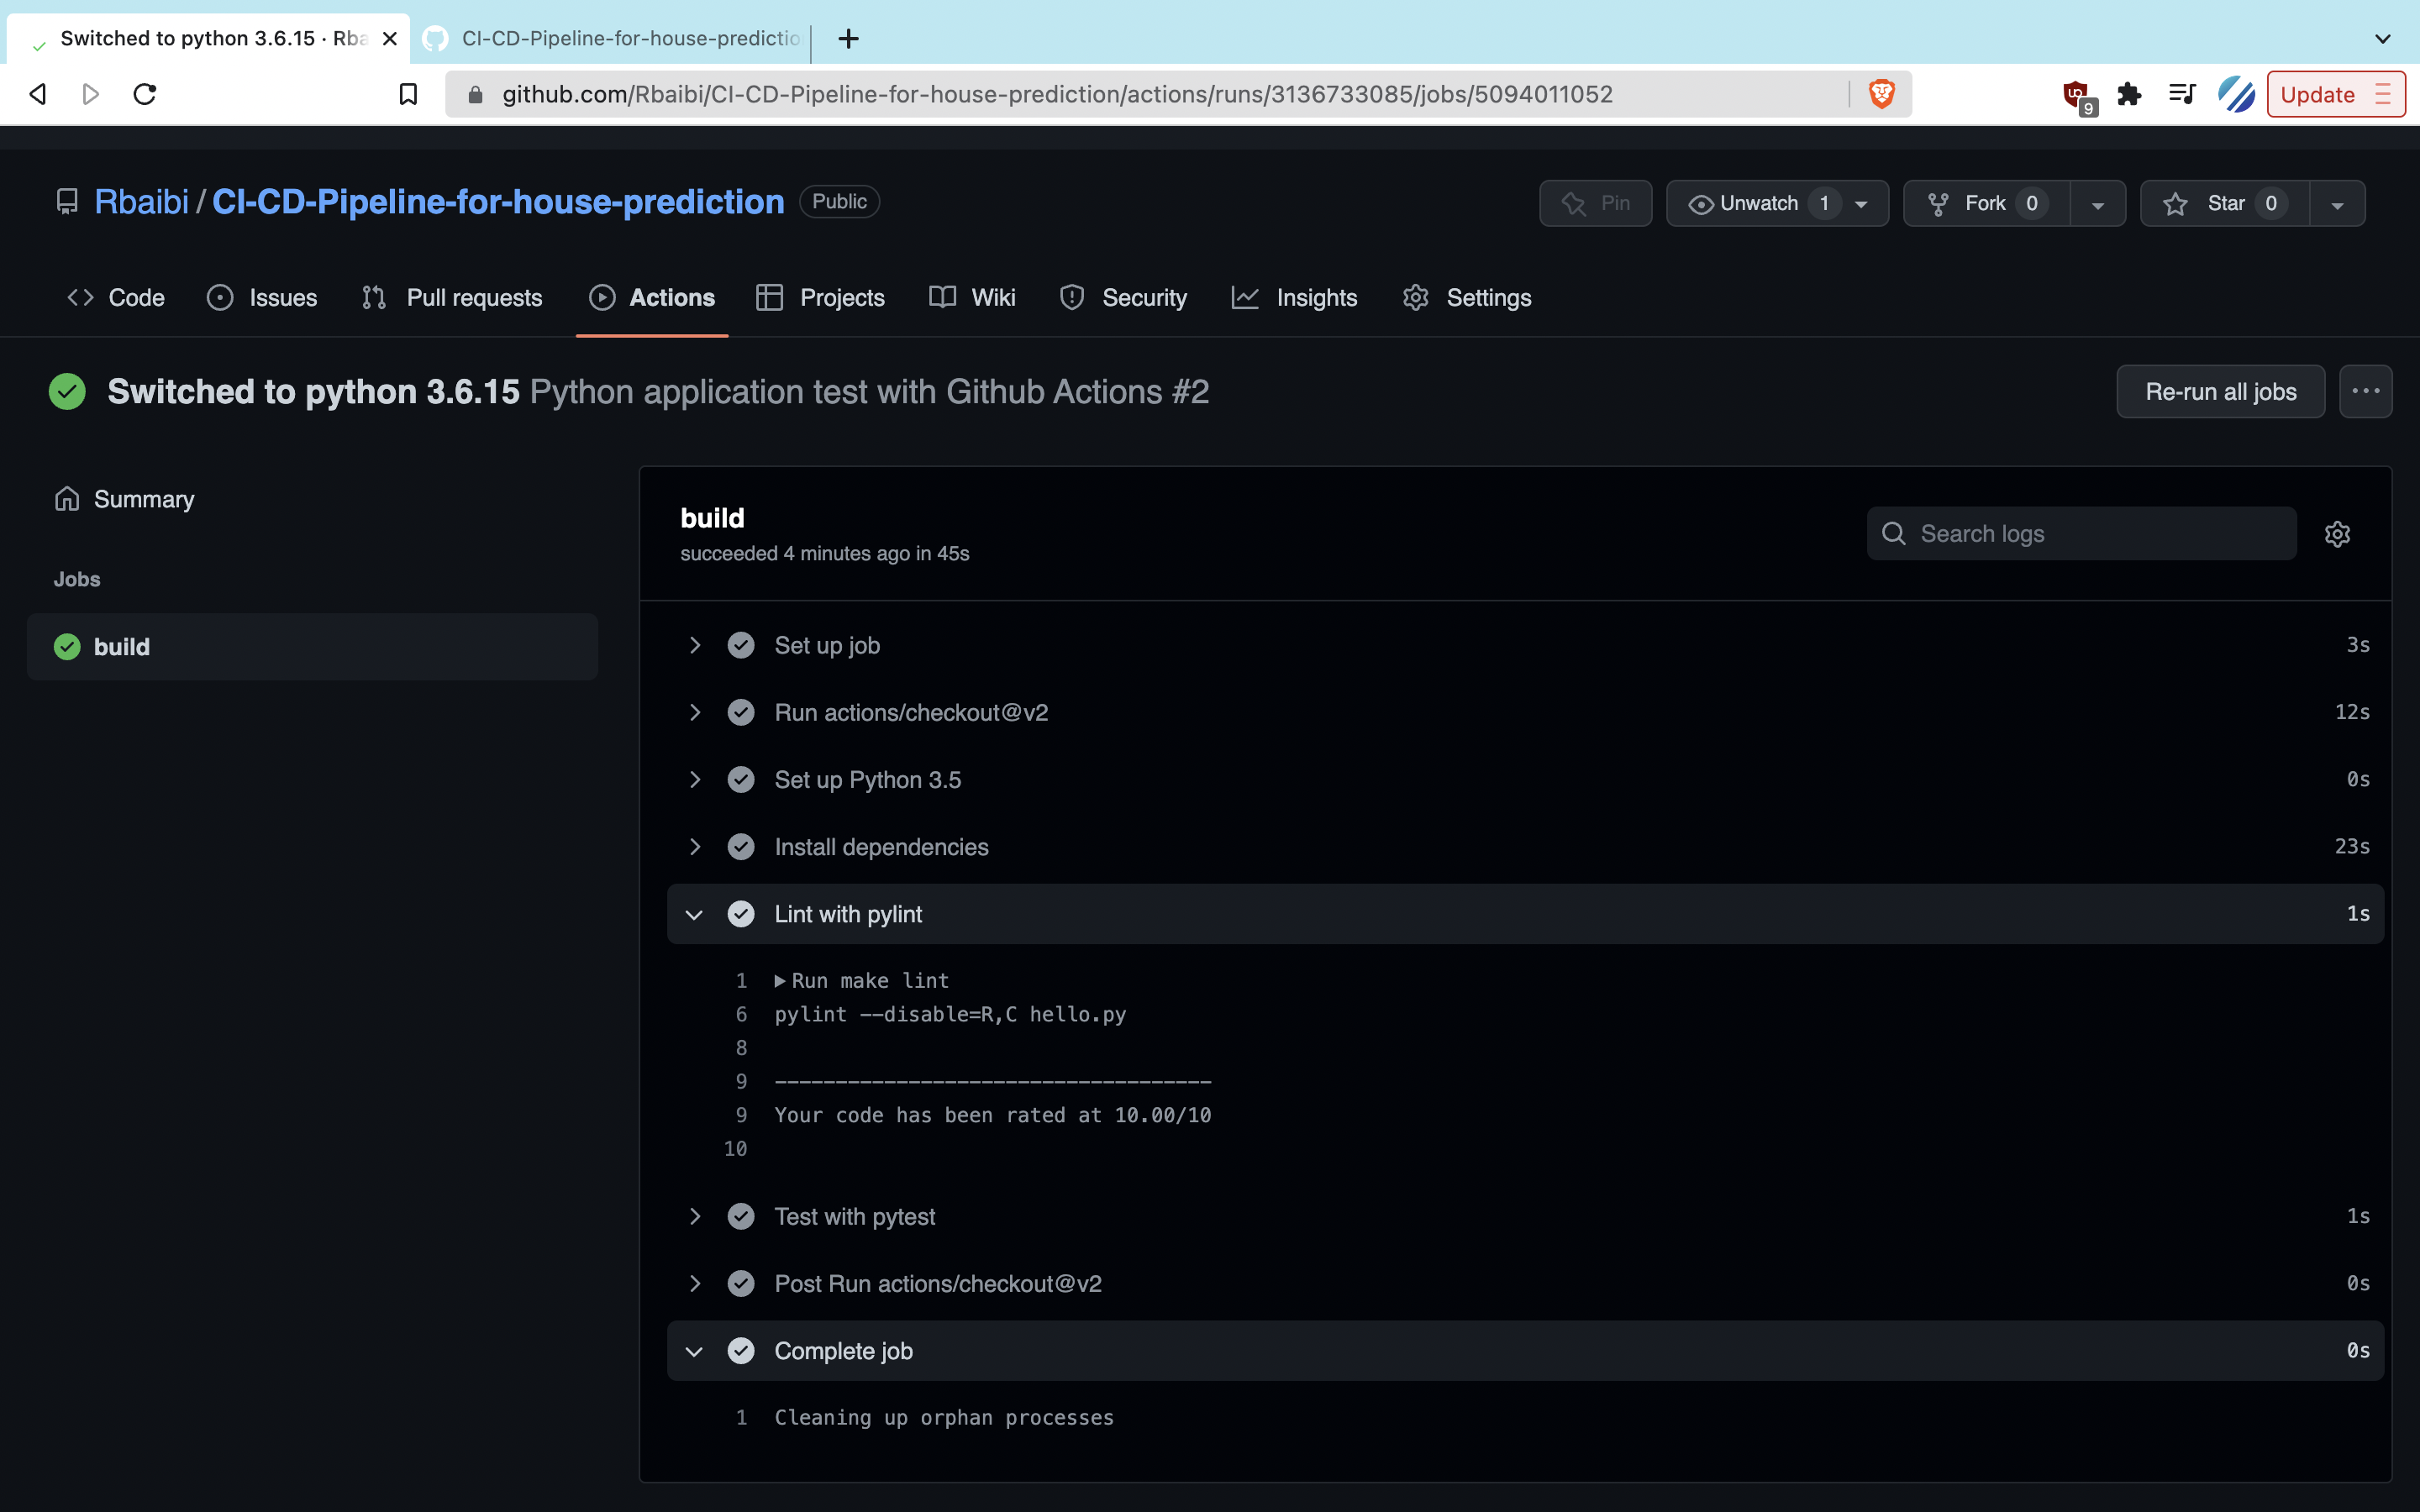 Switched to python 3.6.15 · Rba
CI-CD-Pipeline-for-house-predictio
github.com/Rbaibi/CI-CD-Pipeline-for-house-prediction/actions/runs/3136733085/jobs/5094011052
9
Update
Rbaibi / CI-CD-Pipeline-for-house-prediction Public
Pin
Unwatch 1
Fork 0
Star 0
Code
Issues
Pull requests
Actions
Projects
Wiki
Security
Insights
Settings
Switched to python 3.6.15 Python application test with Github Actions #2
Re-run all jobs
Summary
Jobs
build
build
succeeded 4 minutes ago in 45s
Search logs
Set up job 3s
Run actions/checkout@v2 12s
Set up Python 3.5 0s
Install dependencies 23s
Lint with pylint 1s
1 Run make lint
6 pylint --disable=R,C hello.py
8
9 ------------------------------------
9 Your code has been rated at 10.00/10
10
Test with pytest 1s
Post Run actions/checkout@v2 0s
Complete job 0s
1 Cleaning up orphan processes